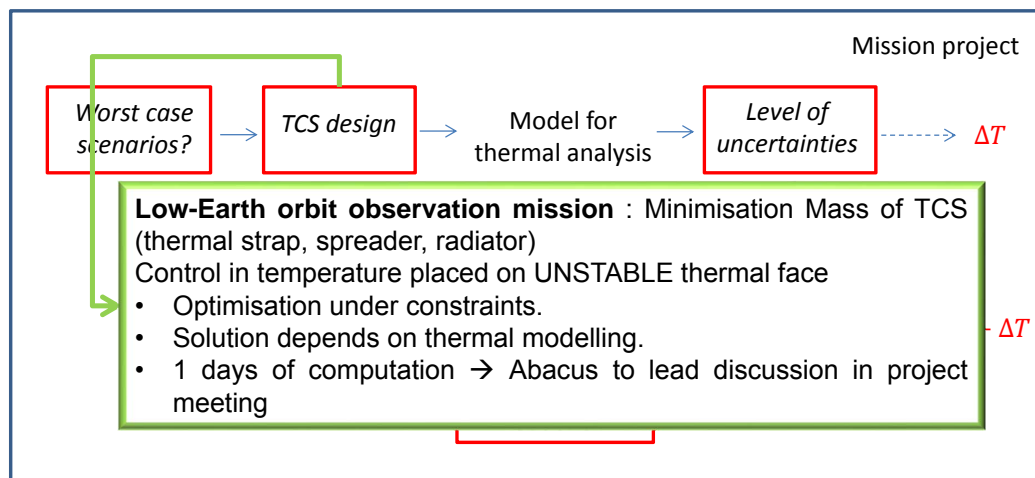 Mission project
Worst case
scenarios?
TCS design
Model for
thermal analysis
Level of
uncertainties
ΔT
Low-Earth orbit observation mission : Minimisation Mass of TCS
(thermal strap, spreader, radiator)
Control in temperature placed on UNSTABLE thermal face
• Optimisation under constraints.
• Solution depends on thermal modelling.
• 1 days of computation → Abacus to lead discussion in project
meeting
ΔT